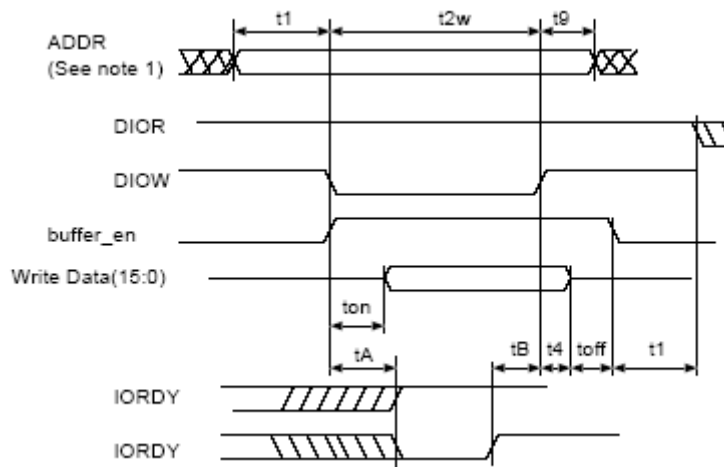 t1 t2w t9
ADDR
(See note 1)
DIOR
DIOW
buffer_en
Write Data(15:0)
ton
tA tB t4 toff t1
IORDY
IORDY